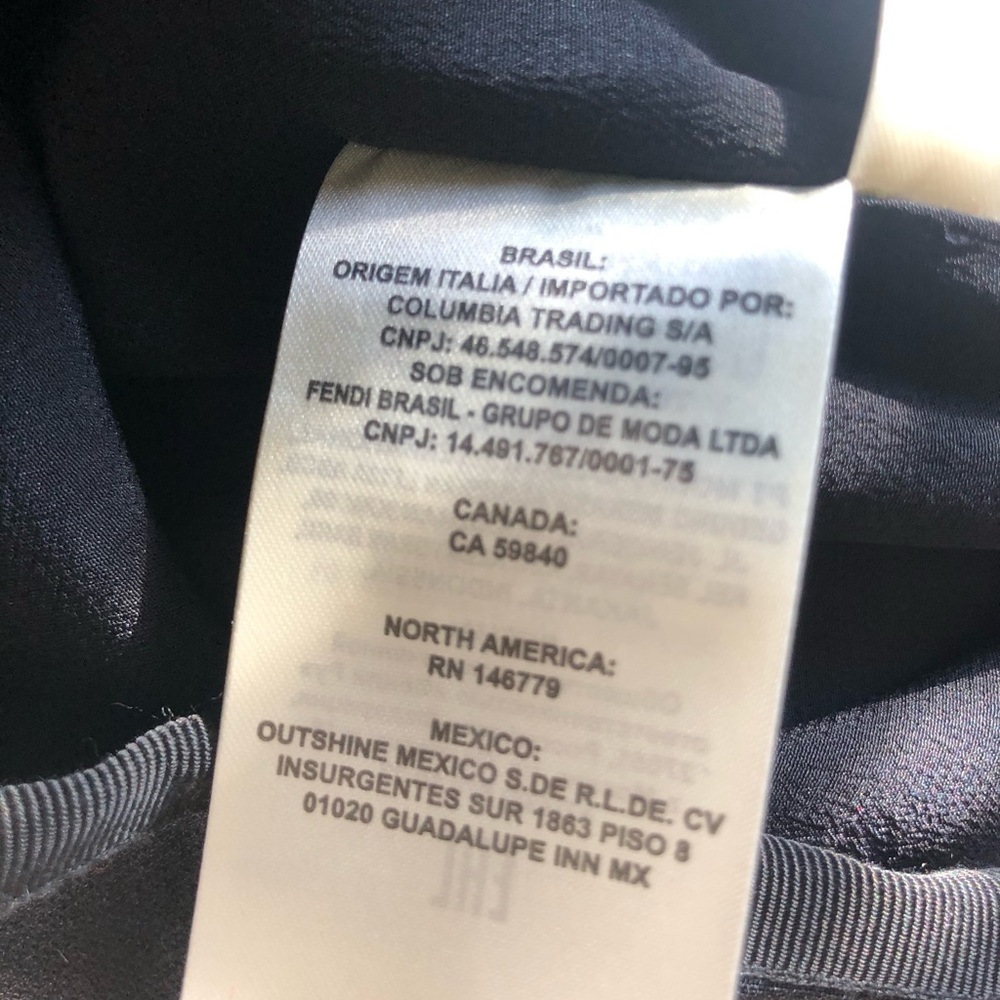 BRASIL:
ORIGEM ITALIA / IMPORTADO POR:
COLUMBIA TRADING S/A
CNPJ: 46.548.574/0007-95
SOB ENCOMENDA:
FENDI BRASIL - GRUPO DE MODA LTDA
CNPJ: 14.491.767/0001-75
CANADA:
CA 59840
NORTH AMERICA:
RN 146779
MEXICO:
OUTSHINE MEXICO S.DE R.L.DE. CV
INSURGENTES SUR 1863 PISO 8
01020 GUADALUPE INN MX